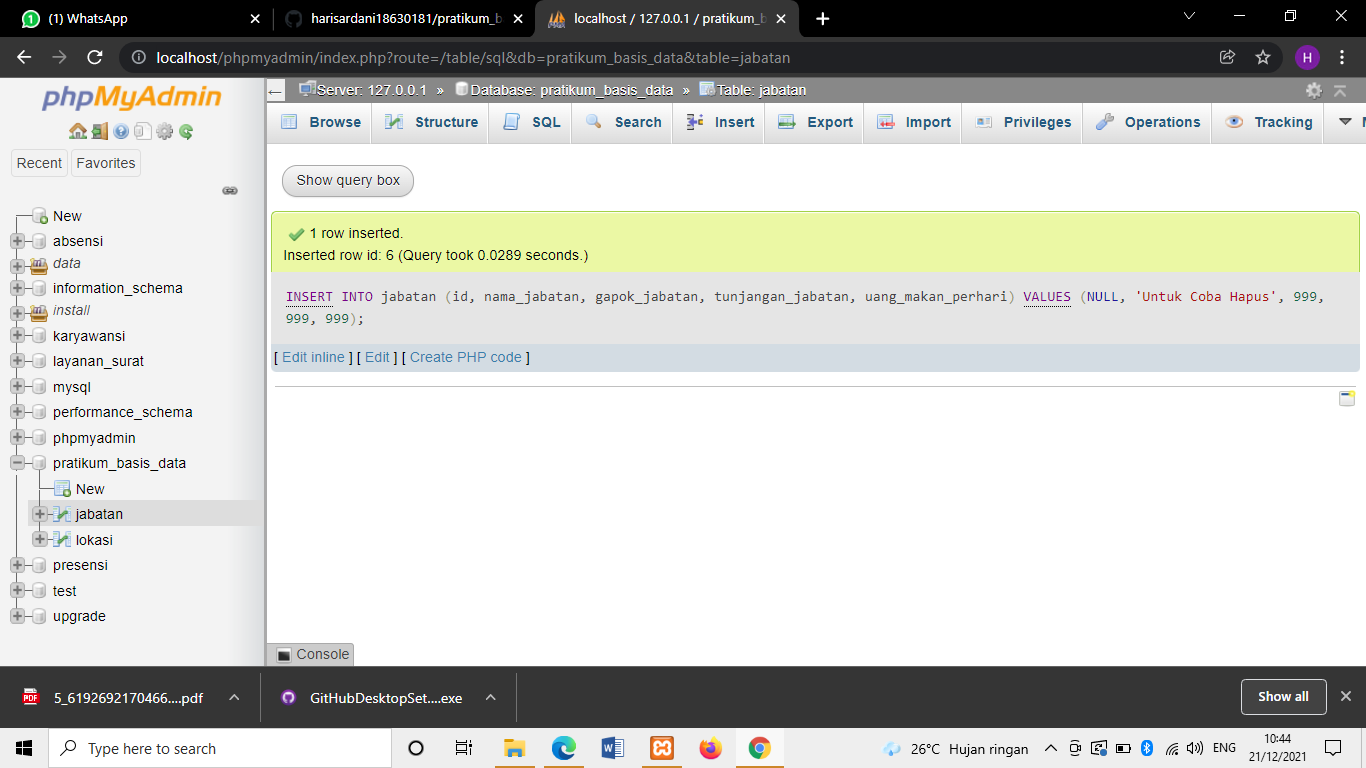 (1) WhatsApp
harisardani18630181/pratikum_b
localhost / 127.0.0.1 / pratikum_b
localhost/phpmyadmin/index.php?route=/table/sql&db=pratikum_basis_data&table=jabatan
H
phpMyAdmin
Server: 127.0.0.1 » Database: pratikum_basis_data » Table: jabatan
Browse Structure SQL Search Insert Export Import Privileges Operations Tracking
Recent Favorites
New
absensi
data
information_schema
install
karyawansi
layanan_surat
mysql
performance_schema
phpmyadmin
pratikum_basis_data
New
jabatan
lokasi
presensi
test
upgrade
Show query box
1 row inserted.
Inserted row id: 6 (Query took 0.0289 seconds.)
INSERT INTO jabatan (id, nama_jabatan, gapok_jabatan, tunjangan_jabatan, uang_makan_perhari) VALUES (NULL, 'Untuk Coba Hapus', 999,
999, 999);
[ Edit inline ] [ Edit ] [ Create PHP code ]
Console
5_6192692170466....pdf
GitHubDesktopSet....exe
Show all
Type here to search
26°C Hujan ringan
ENG
10:44
21/12/2021